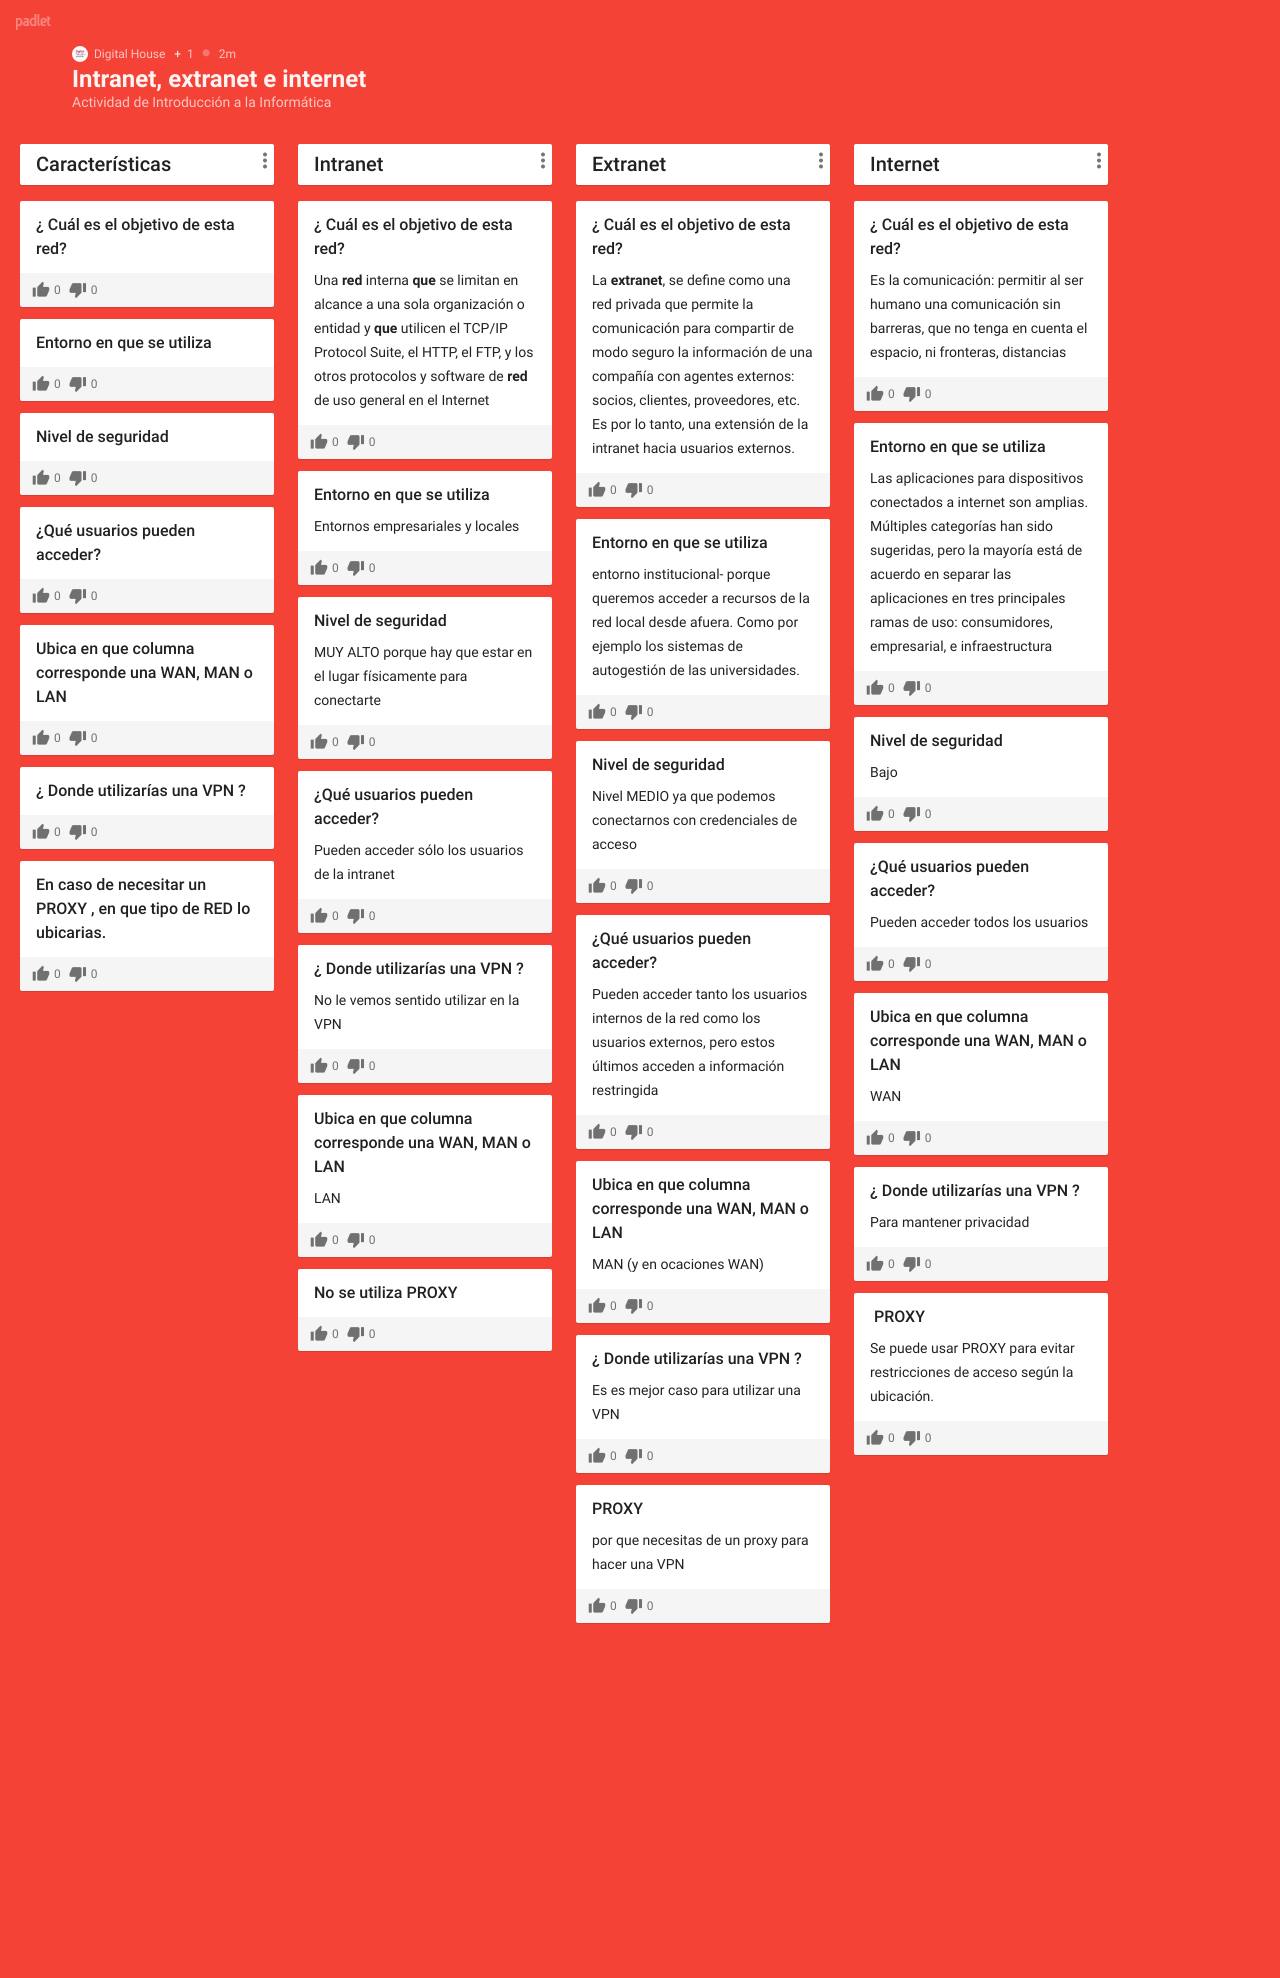 padlet
Digital House + 1 2m
Intranet, extranet e internet
Actividad de Introducción a la Informática
Características
¿ Cuál es el objetivo de esta
red?
0 0
Entorno en que se utiliza
0 0
Nivel de seguridad
0 0
¿Qué usuarios pueden
acceder?
0 0
Ubica en que columna
corresponde una WAN, MAN o
LAN
0 0
¿ Donde utilizarías una VPN ?
0 0
En caso de necesitar un
PROXY , en que tipo de RED lo
ubicarias.
0 0
Intranet
¿ Cuál es el objetivo de esta
red?
Una red interna que se limitan en
alcance a una sola organización o
entidad y que utilicen el TCP/IP
Protocol Suite, el HTTP, el FTP, y los
otros protocolos y software de red
de uso general en el Internet
0 0
Entorno en que se utiliza
Entornos empresariales y locales
0 0
Nivel de seguridad
MUY ALTO porque hay que estar en
el lugar físicamente para
conectarte
0 0
¿Qué usuarios pueden
acceder?
Pueden acceder sólo los usuarios
de la intranet
0 0
¿ Donde utilizarías una VPN ?
No le vemos sentido utilizar en la
VPN
0 0
Ubica en que columna
corresponde una WAN, MAN o
LAN
LAN
0 0
No se utiliza PROXY
0 0
Extranet
¿ Cuál es el objetivo de esta
red?
La extranet, se define como una
red privada que permite la
comunicación para compartir de
modo seguro la información de una
compañía con agentes externos:
socios, clientes, proveedores, etc.
Es por lo tanto, una extensión de la
intranet hacia usuarios externos.
0 0
Entorno en que se utiliza
entorno institucional- porque
queremos acceder a recursos de la
red local desde afuera. Como por
ejemplo los sistemas de
autogestión de las universidades.
0 0
Nivel de seguridad
Nivel MEDIO ya que podemos
conectarnos con credenciales de
acceso
0 0
¿Qué usuarios pueden
acceder?
Pueden acceder tanto los usuarios
internos de la red como los
usuarios externos, pero estos
últimos acceden a información
restringida
0 0
Ubica en que columna
corresponde una WAN, MAN o
LAN
MAN (y en ocaciones WAN)
0 0
¿ Donde utilizarías una VPN ?
Es es mejor caso para utilizar una
VPN
0 0
PROXY
por que necesitas de un proxy para
hacer una VPN
0 0
Internet
¿ Cuál es el objetivo de esta
red?
Es la comunicación: permitir al ser
humano una comunicación sin
barreras, que no tenga en cuenta el
espacio, ni fronteras, distancias
0 0
Entorno en que se utiliza
Las aplicaciones para dispositivos
conectados a internet son amplias.
Múltiples categorías han sido
sugeridas, pero la mayoría está de
acuerdo en separar las
aplicaciones en tres principales
ramas de uso: consumidores,
empresarial, e infraestructura
0 0
Nivel de seguridad
Bajo
0 0
¿Qué usuarios pueden
acceder?
Pueden acceder todos los usuarios
0 0
Ubica en que columna
corresponde una WAN, MAN o
LAN
WAN
0 0
¿ Donde utilizarías una VPN ?
Para mantener privacidad
0 0
PROXY
Se puede usar PROXY para evitar
restricciones de acceso según la
ubicación.
0 0